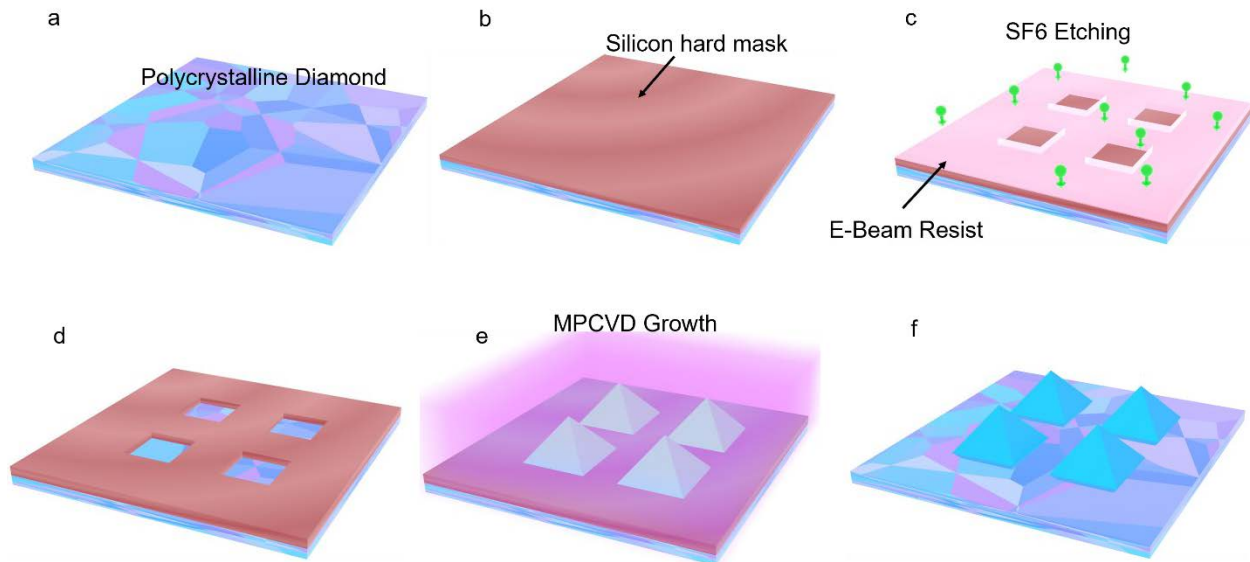 a
Polycrystalline Diamond
b
Silicon hard mask
c
SF6 Etching
E-Beam Resist
d
e
MPCVD Growth
f